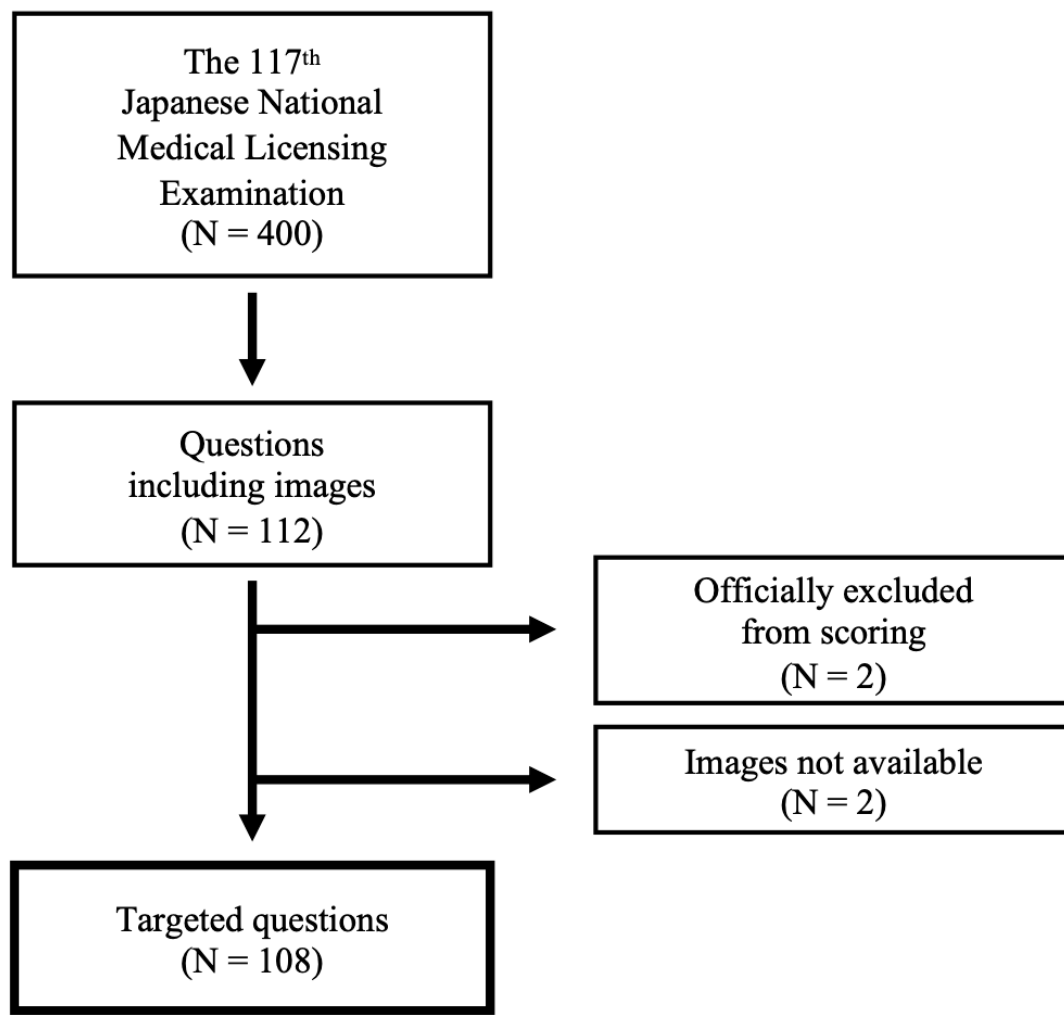 The 117th
Japanese National
Medical Licensing
Examination
(N = 400)
Questions
including images
(N = 112)
Officially excluded
from scoring
(N = 2)
Images not available
(N = 2)
Targeted questions
(N = 108)